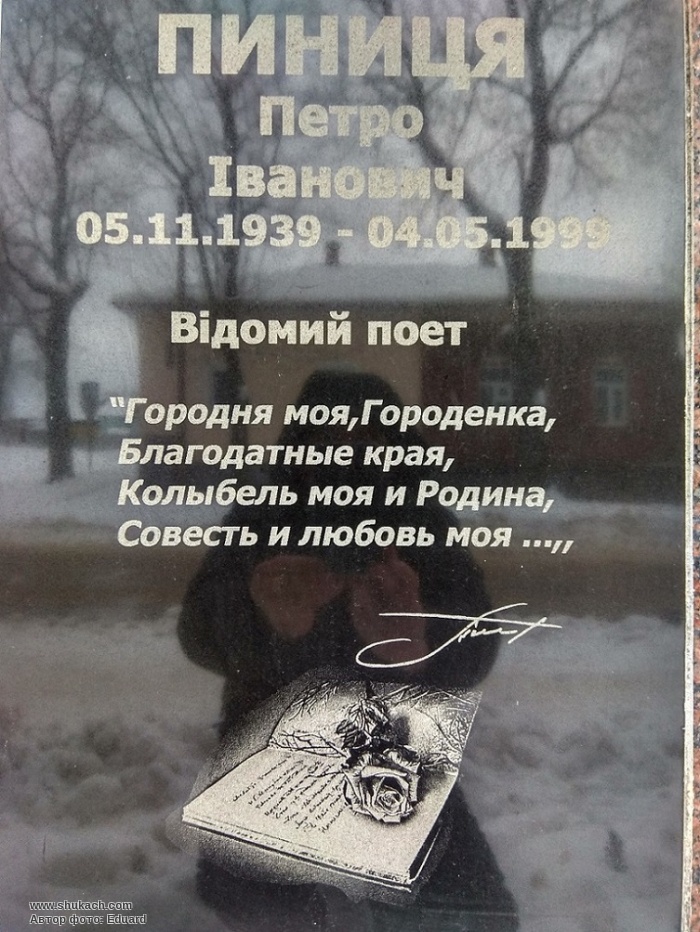 ПИНИЦЯ
Петро
Іванович
05.11.1939 - 04.05.1999
Відомий поет
“Городня моя,Городенка,
Благодатные края,
Колыбель моя и Родина,
Совесть и любовь моя ...,,
www.shukach.com
Автор фото: Eduard